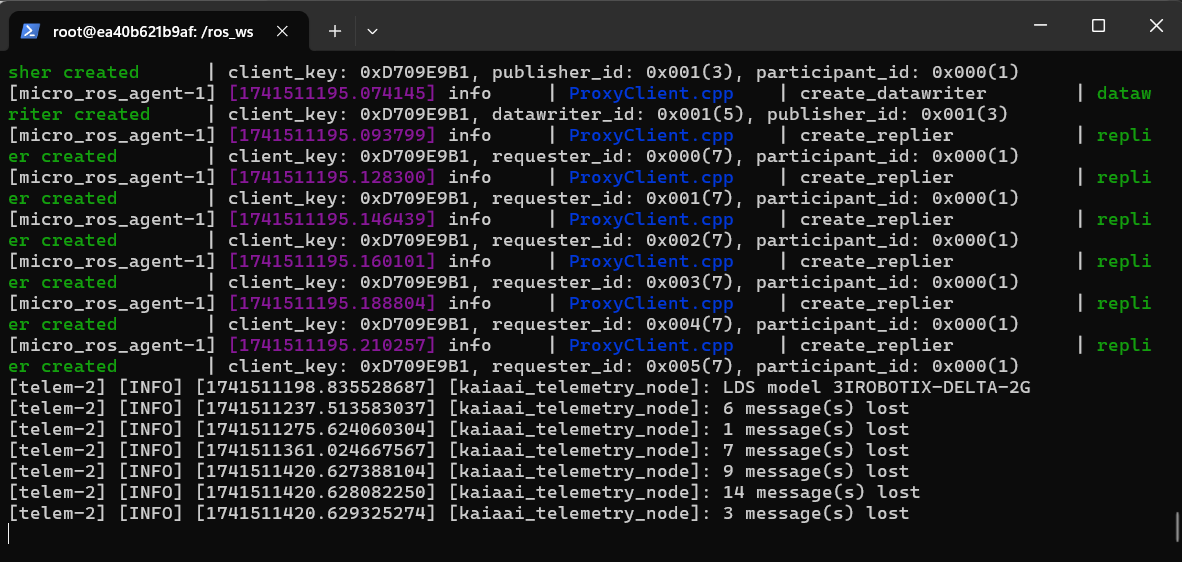 root@ea40b621b9af: /ros_ws
sher created      | client_key: 0xD709E9B1, publisher_id: 0x001(3), participant_id: 0x000(1)
[micro_ros_agent-1] [1741511195.074145] info     | ProxyClient.cpp    | create_datawriter        | dataw
riter created     | client_key: 0xD709E9B1, datawriter_id: 0x001(5), publisher_id: 0x001(3)
[micro_ros_agent-1] [1741511195.093799] info     | ProxyClient.cpp    | create_replier           | repli
er created        | client_key: 0xD709E9B1, requester_id: 0x000(7), participant_id: 0x000(1)
[micro_ros_agent-1] [1741511195.128300] info     | ProxyClient.cpp    | create_replier           | repli
er created        | client_key: 0xD709E9B1, requester_id: 0x001(7), participant_id: 0x000(1)
[micro_ros_agent-1] [1741511195.146439] info     | ProxyClient.cpp    | create_replier           | repli
er created        | client_key: 0xD709E9B1, requester_id: 0x002(7), participant_id: 0x000(1)
[micro_ros_agent-1] [1741511195.160101] info     | ProxyClient.cpp    | create_replier           | repli
er created        | client_key: 0xD709E9B1, requester_id: 0x003(7), participant_id: 0x000(1)
[micro_ros_agent-1] [1741511195.188804] info     | ProxyClient.cpp    | create_replier           | repli
er created        | client_key: 0xD709E9B1, requester_id: 0x004(7), participant_id: 0x000(1)
[micro_ros_agent-1] [1741511195.210257] info     | ProxyClient.cpp    | create_replier           | repli
er created        | client_key: 0xD709E9B1, requester_id: 0x005(7), participant_id: 0x000(1)
[telem-2] [INFO] [1741511198.835528687] [kaiaai_telemetry_node]: LDS model 3IROBOTIX-DELTA-2G
[telem-2] [INFO] [1741511237.513583037] [kaiaai_telemetry_node]: 6 message(s) lost
[telem-2] [INFO] [1741511275.624060304] [kaiaai_telemetry_node]: 1 message(s) lost
[telem-2] [INFO] [1741511361.024667567] [kaiaai_telemetry_node]: 7 message(s) lost
[telem-2] [INFO] [1741511420.627388104] [kaiaai_telemetry_node]: 9 message(s) lost
[telem-2] [INFO] [1741511420.628082250] [kaiaai_telemetry_node]: 14 message(s) lost
[telem-2] [INFO] [1741511420.629325274] [kaiaai_telemetry_node]: 3 message(s) lost